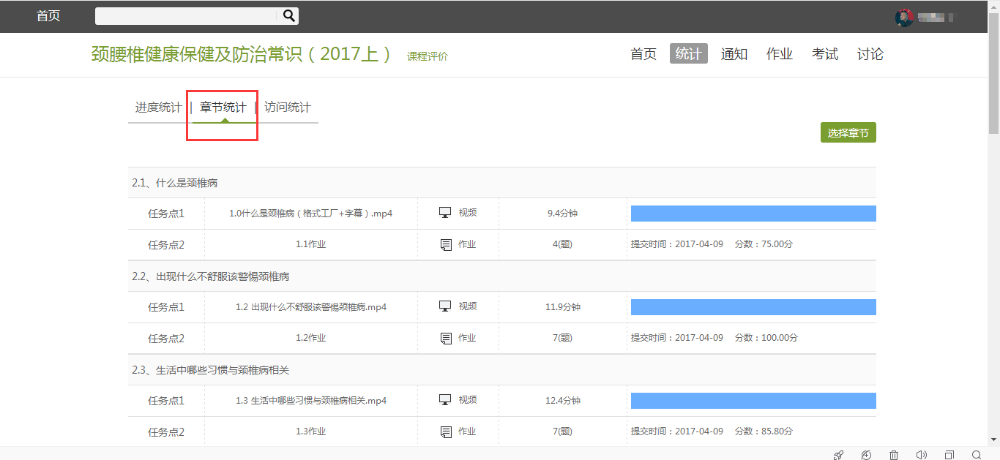 首页
颈腰椎健康保健及防治常识（2017上） 课程评价
首页 统计 通知 作业 考试 讨论
进度统计 | 章节统计 | 访问统计
选择章节
2.1、什么是颈椎病
任务点1 1.0什么是颈椎病（格式工厂+字幕）.mp4 视频 9.4分钟
任务点2 1.1作业 作业 4(题) 提交时间：2017-04-09 分数：75.00分
2.2、出现什么不舒服该警惕颈椎病
任务点1 1.2 出现什么不舒服该警惕颈椎病.mp4 视频 11.9分钟
任务点2 1.2作业 作业 7(题) 提交时间：2017-04-09 分数：100.00分
2.3、生活中哪些习惯与颈椎病相关
任务点1 1.3 生活中哪些习惯与颈椎病相关.mp4 视频 12.4分钟
任务点2 1.3作业 作业 7(题) 提交时间：2017-04-09 分数：85.80分